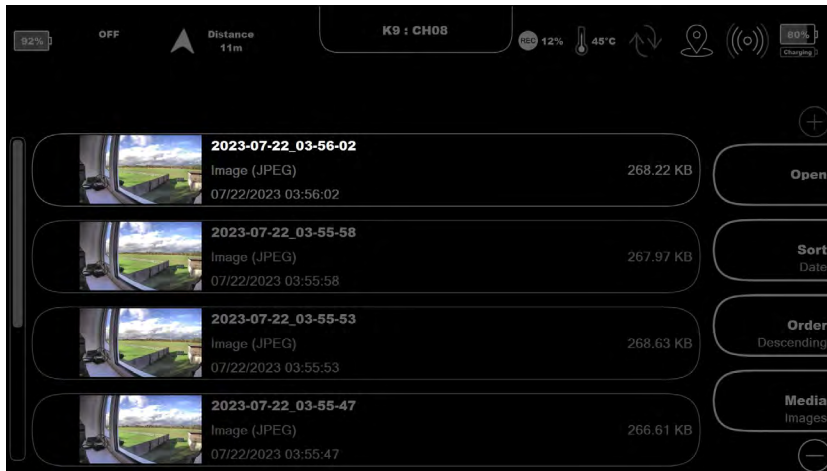 92%
OFF
Distance
11m
K9 : CH08
REC 12%
45°C
80%
Charging
2023-07-22_03-56-02
Image (JPEG)
268.22 KB
07/22/2023 03:56:02
Open
2023-07-22_03-55-58
Image (JPEG)
267.97 KB
07/22/2023 03:55:58
Sort
Date
2023-07-22_03-55-53
Image (JPEG)
268.63 KB
07/22/2023 03:55:53
Order
Descending
2023-07-22_03-55-47
Image (JPEG)
266.61 KB
07/22/2023 03:55:47
Media
Images